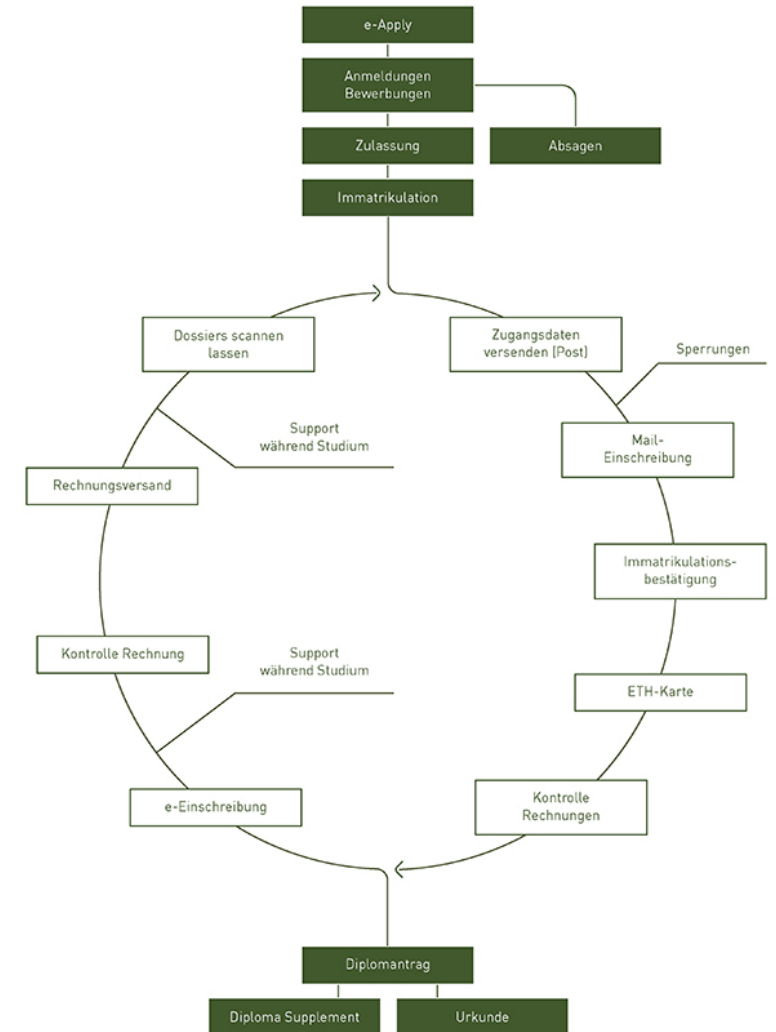 e-Apply
Anmeldungen
Bewerbungen
Zulassung
Absagen
Immatrikulation
Dossiers scannen
lassen
Zugangsdaten
versenden (Post)
Sperrungen
Support
während Studium
Mail-
Einschreibung
Rechnungsversand
Immatrikulations-
bestätigung
Kontrolle Rechnung
Support
während Studium
ETH-Karte
e-Einschreibung
Kontrolle
Rechnungen
Diplomantrag
Diploma Supplement
Urkunde